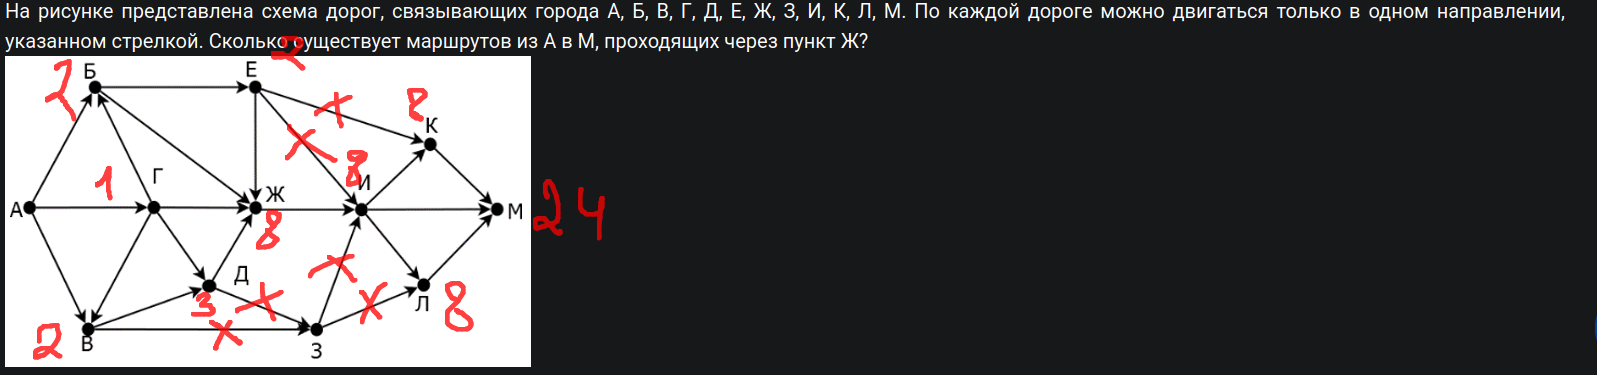 На рисунке представлена схема дорог, связывающих города А, Б, В, Г, Д, Е, Ж, З, И, К, Л, М. По каждой дороге можно двигаться только в одном направлении,
указанном стрелкой. Сколько существует маршрутов из А в М, проходящих через пункт Ж?
2 Б Е 2
8
К
1 Г 8 И
А Ж М 24
8
Д
3 Л 8
2 В З